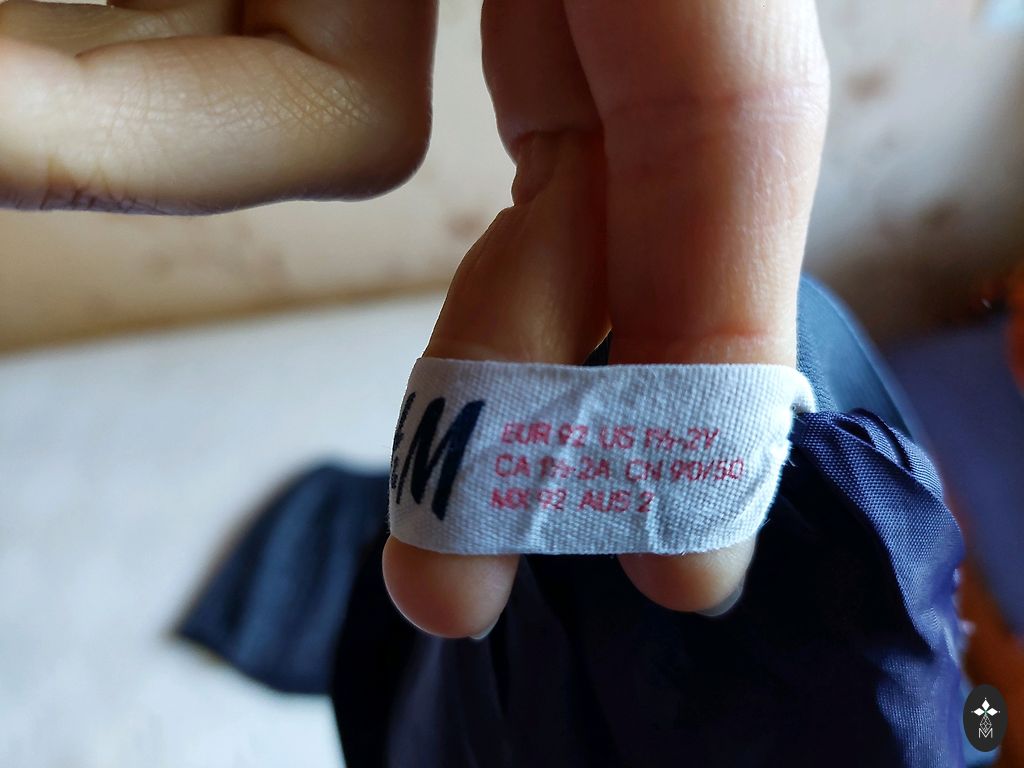 &M
EUR 92 US 1½-2Y
CA 1½-2A CN 90/50
MX 92 AUS 2
M